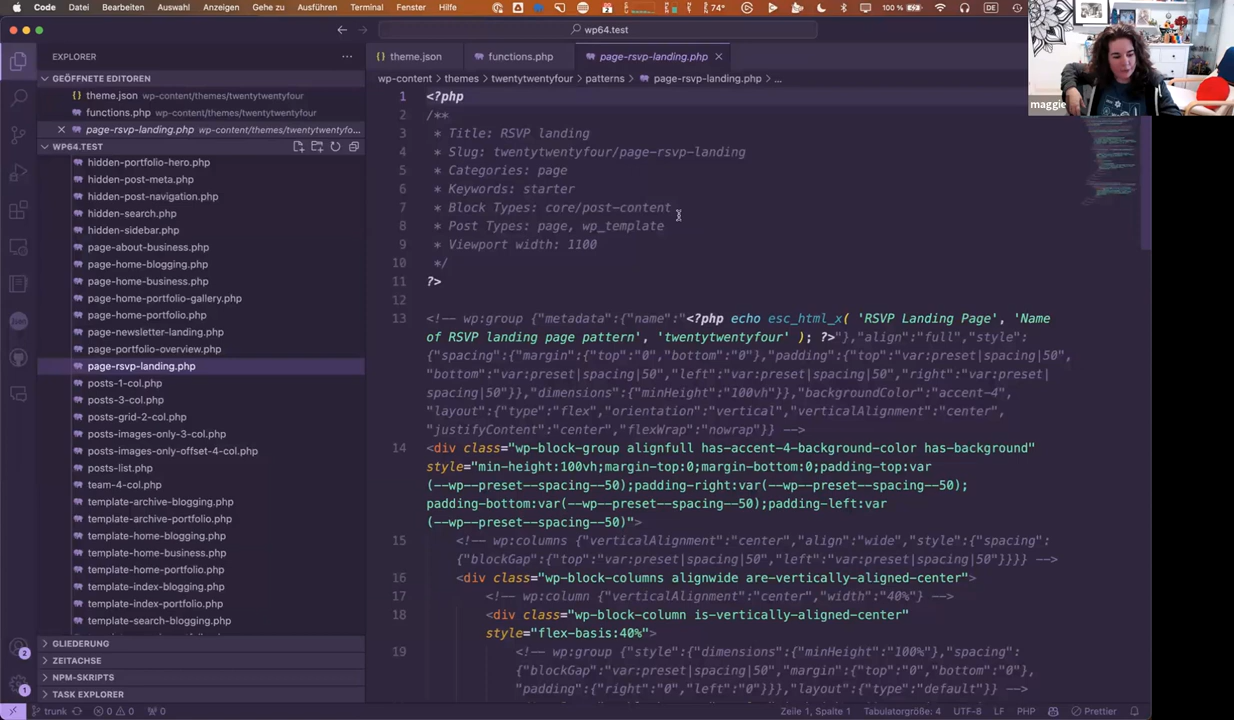 Code Datei Bearbeiten Auswahl Anzeigen Gehe zu Ausführen Terminal Fenster Hilfe 74° 100 % DE
wp64.test
EXPLORER
GEÖFFNETE EDITOREN
theme.json wp-content/themes/twentytwentyfour
functions.php wp-content/themes/twentytwentyfour
page-rsvp-landing.php wp-content/themes/twentytwentyfo...
WP64.TEST
hidden-portfolio-hero.php
hidden-post-meta.php
hidden-post-navigation.php
hidden-search.php
hidden-sidebar.php
page-about-business.php
page-home-blogging.php
page-home-business.php
page-home-portfolio-gallery.php
page-home-portfolio.php
page-newsletter-landing.php
page-portfolio-overview.php
page-rsvp-landing.php
posts-1-col.php
posts-3-col.php
posts-grid-2-col.php
posts-images-only-3-col.php
posts-images-only-offset-4-col.php
posts-list.php
team-4-col.php
template-archive-blogging.php
template-archive-portfolio.php
template-home-blogging.php
template-home-business.php
template-home-portfolio.php
template-index-blogging.php
template-index-portfolio.php
template-search-blogging.php
GLIEDERUNG
ZEITACHSE
NPM-SKRIPTS
TASK EXPLORER
2
1
theme.json functions.php page-rsvp-landing.php
wp-content > themes > twentytwentyfour > patterns > page-rsvp-landing.php > ...
1 <?php
2 /**
3 * Title: RSVP landing
4 * Slug: twentytwentyfour/page-rsvp-landing
5 * Categories: page
6 * Keywords: starter
7 * Block Types: core/post-content
8 * Post Types: page, wp_template
9 * Viewport width: 1100
10 */
11 ?>
12
13 <!-- wp:group {"metadata":{"name":"<?php echo esc_html_x( 'RSVP Landing Page', 'Name
of RSVP landing page pattern', 'twentytwentyfour' ); ?>"},"align":"full","style":
{"spacing":{"margin":{"top":"0","bottom":"0"},"padding":{"top":"var:preset|spacing|50",
"bottom":"var:preset|spacing|50","left":"var:preset|spacing|50","right":"var:preset|
spacing|50"}},"dimensions":{"minHeight":"100vh"}},"backgroundColor":"accent-4",
"layout":{"type":"flex","orientation":"vertical","verticalAlignment":"center",
"justifyContent":"center","flexWrap":"nowrap"}} -->
14 <div class="wp-block-group alignfull has-accent-4-background-color has-background"
style="min-height:100vh;margin-top:0;margin-bottom:0;padding-top:var
(--wp--preset--spacing--50);padding-right:var(--wp--preset--spacing--50);
padding-bottom:var(--wp--preset--spacing--50);padding-left:var
(--wp--preset--spacing--50)">
15 <!-- wp:columns {"verticalAlignment":"center","align":"wide","style":{"spacing":
{"blockGap":{"top":"var:preset|spacing|50","left":"var:preset|spacing|50"}}}} -->
16 <div class="wp-block-columns alignwide are-vertically-aligned-center">
17 <!-- wp:column {"verticalAlignment":"center","width":"40%"} -->
18 <div class="wp-block-column is-vertically-aligned-center"
style="flex-basis:40%">
19 <!-- wp:group {"style":{"dimensions":{"minHeight":"100%"},"spacing":
{"blockGap":"var:preset|spacing|50","margin":{"top":"0","bottom":"0"},
"padding":{"right":"0","left":"0"}}},"layout":{"type":"default"}} -->
maggie
trunk 0 0 0 Zeile 1, Spalte 1 Tabulatorgröße: 4 UTF-8 LF PHP Prettier